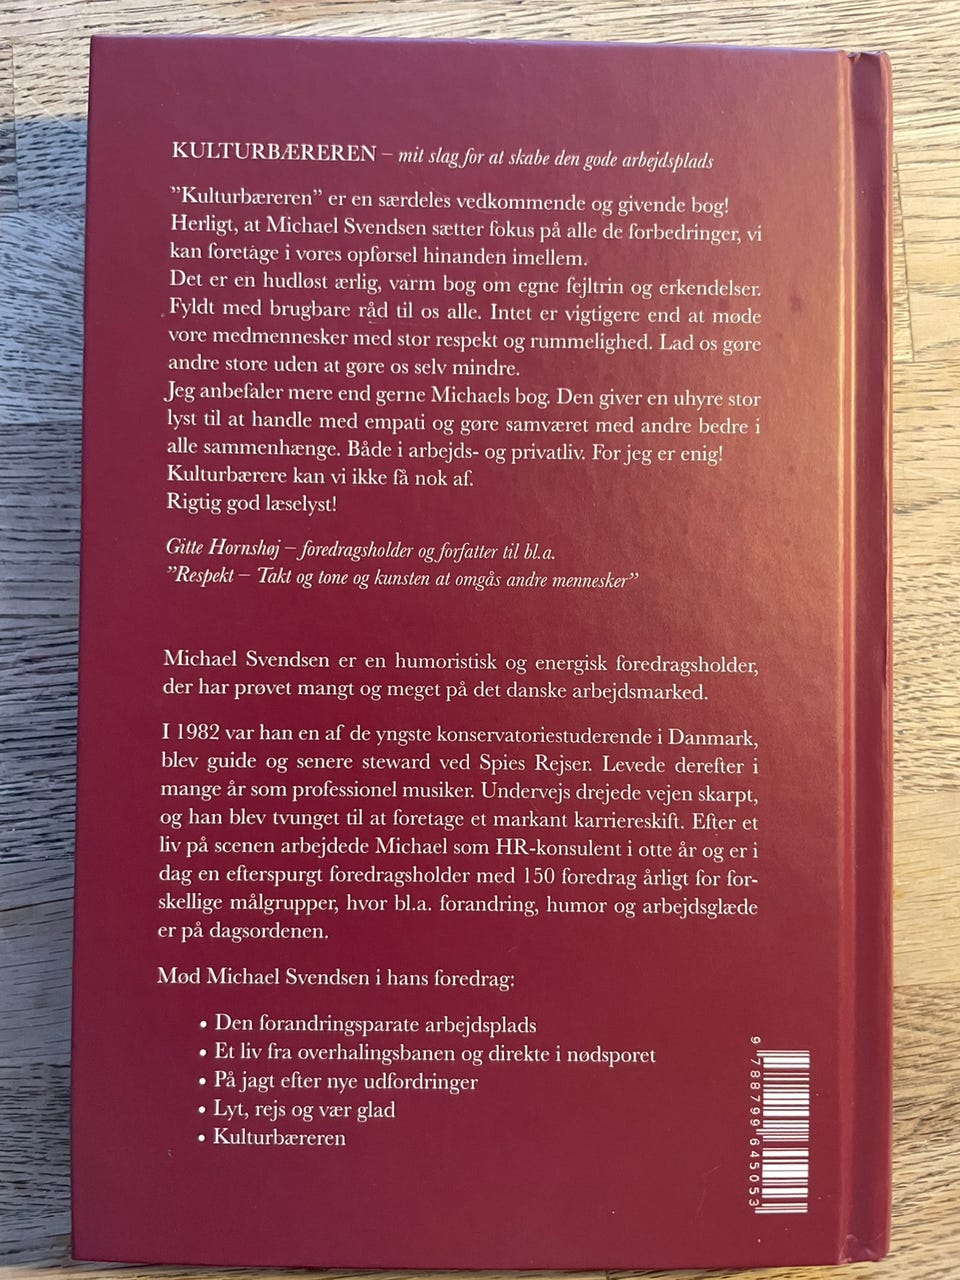 KULTURBÆREREN – mit slag for at skabe den gode arbejdsplads
”Kulturbæreren” er en særdeles vedkommende og givende bog!
Herligt, at Michael Svendsen sætter fokus på alle de forbedringer, vi
kan foretage i vores opførsel hinanden imellem.
Det er en hudløst ærlig, varm bog om egne fejltrin og erkendelser.
Fyldt med brugbare råd til os alle. Intet er vigtigere end at møde
vore medmennesker med stor respekt og rummelighed. Lad os gøre
andre store uden at gøre os selv mindre.
Jeg anbefaler mere end gerne Michaels bog. Den giver en uhyre stor
lyst til at handle med empati og gøre samværet med andre bedre i
alle sammenhænge. Både i arbejds- og privatliv. For jeg er enig!
Kulturbærere kan vi ikke få nok af.
Rigtig god læselyst!
Gitte Hornshøj – foredragsholder og forfatter til bl.a.
”Respekt – Takt og tone og kunsten at omgås andre mennesker”
Michael Svendsen er en humoristisk og energisk foredragsholder,
der har prøvet mangt og meget på det danske arbejdsmarked.
I 1982 var han en af de yngste konservatoriestuderende i Danmark,
blev guide og senere steward ved Spies Rejser. Levede derefter i
mange år som professionel musiker. Undervejs drejede vejen skarpt,
og han blev tvunget til at foretage et markant karriereskift. Efter et
liv på scenen arbejdede Michael som HR-konsulent i otte år og er i
dag en efterspurgt foredragsholder med 150 foredrag årligt for for-
skellige målgrupper, hvor bl.a. forandring, humor og arbejdsglæde
er på dagsordenen.
Mød Michael Svendsen i hans foredrag:
• Den forandringsparate arbejdsplads
• Et liv fra overhalingsbanen og direkte i nødsporet
• På jagt efter nye udfordringer
• Lyt, rejs og vær glad
• Kulturbæreren
9 788799 645053